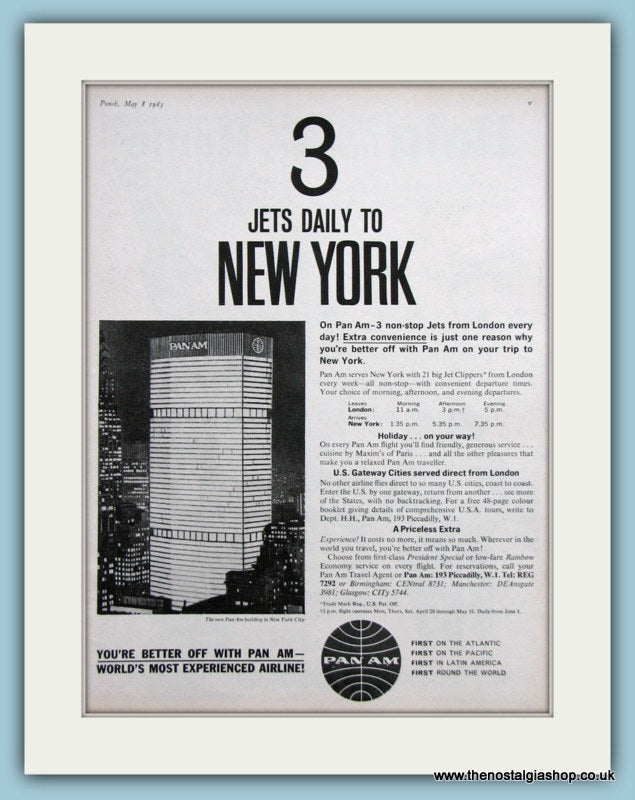 Punch, May 8 1963
3
JETS DAILY TO
NEW YORK
PAN AM
On Pan Am–3 non-stop Jets from London every
day! Extra convenience is just one reason why
you're better off with Pan Am on your trip to
New York.
Pan Am serves New York with 21 big Jet Clippers* from London
every week—all non-stop—with convenient departure times.
Your choice of morning, afternoon, and evening departures.
Leaves Morning Afternoon Evening
London: 11 a.m. 3 p.m.† 5 p.m.
Arrives
New York: 1.35 p.m. 5.35 p.m. 7.35 p.m.
Holiday . . . on your way!
On every Pan Am flight you'll find friendly, generous service . . .
cuisine by Maxim's of Paris . . . and all the other pleasures that
make you a relaxed Pan Am traveller.
U.S. Gateway Cities served direct from London
No other airline flies direct to so many U.S. cities, coast to coast.
Enter the U.S. by one gateway, return from another . . . see more
of the States, with no backtracking. For a free 48-page colour
booklet giving details of comprehensive U.S.A. tours, write to
Dept. H.H., Pan Am, 193 Piccadilly, W.1.
A Priceless Extra
Experience! It costs no more, it means so much. Wherever in the
world you travel, you're better off with Pan Am!
Choose from first-class President Special or low-fare Rainbow
Economy service on every flight. For reservations, call your
Pan Am Travel Agent or Pan Am: 193 Piccadilly, W.1. Tel: REG
7292 or Birmingham: CENtral 8731; Manchester: DEAnsgate
3981; Glasgow: CITy 5744.
*Trade Mark Reg., U.S. Pat. Off.
†3 p.m. flight operates Mon, Thurs, Sat, April 28 through May 31. Daily from June 1.
The new Pan Am building in New York City
YOU'RE BETTER OFF WITH PAN AM—
WORLD'S MOST EXPERIENCED AIRLINE!
PAN AM
FIRST ON THE ATLANTIC
FIRST ON THE PACIFIC
FIRST IN LATIN AMERICA
FIRST ROUND THE WORLD
www.thenostalgiashop.co.uk